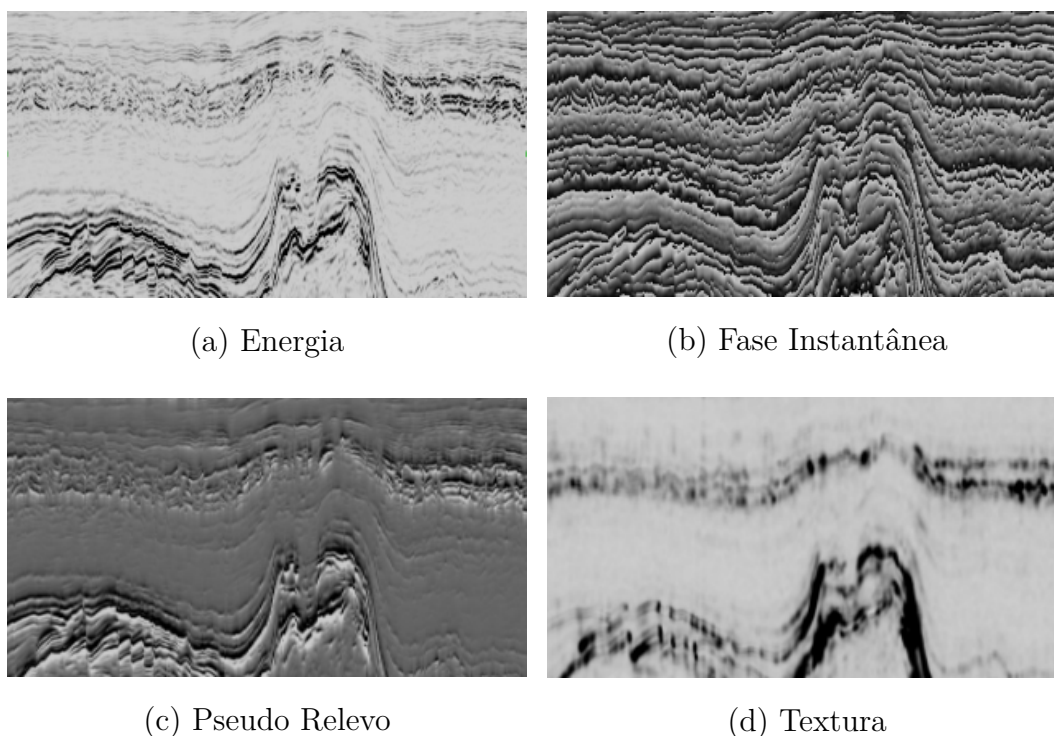 (a) Energia
(b) Fase Instantânea
(c) Pseudo Relevo
(d) Textura